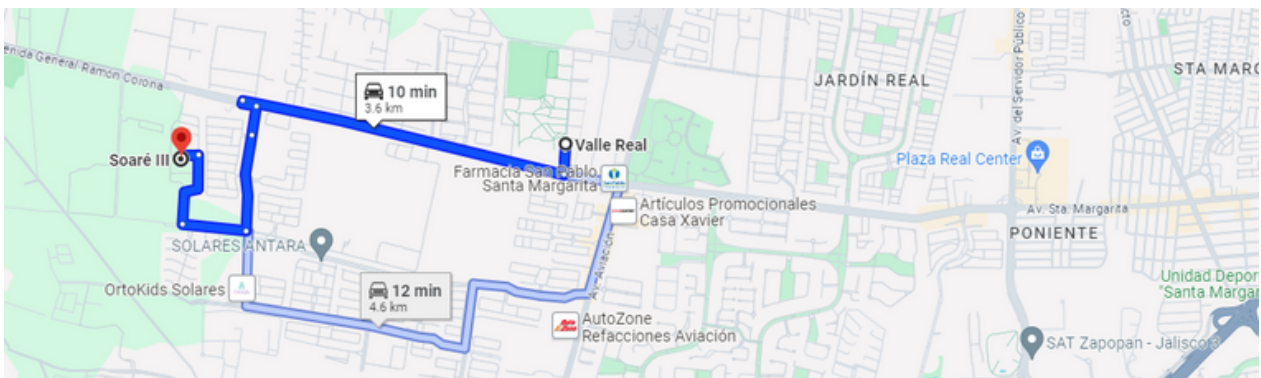 enida General Ramón Corona
10 min
3.6 km
JARDÍN REAL
Av. del Servidor Público
STA MARG
Soaré III
Valle Real
Plaza Real Center
Farmacia San Pablo,
Santa Margarita
Artículos Promocionales
Casa Xavier
Av. Sta. Margarita
PONIENTE
SOLARES ANTARA
Av. Aviación
OrtoKids Solares
12 min
4.6 km
Unidad Depor
"Santa Margar
AutoZone
Refacciones Aviación
SAT Zapopan - Jalisco 3